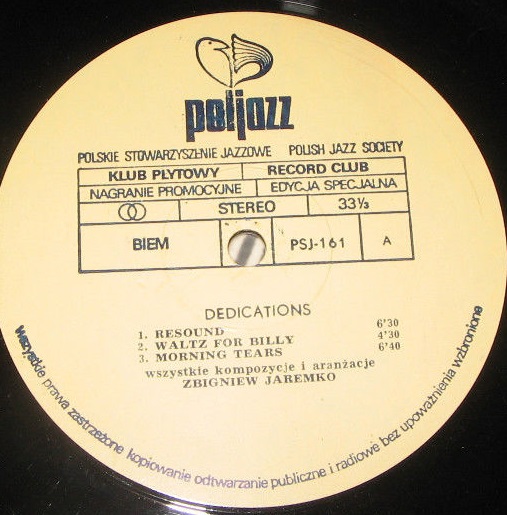 poljazz
POLSKIE STOWARZYSZENIE JAZZOWE POLISH JAZZ SOCIETY
KLUB PŁYTOWY RECORD CLUB
NAGRANIE PROMOCYJNE EDYCJA SPECJALNA
STEREO 33⅓
BIEM PSJ-161 A
DEDICATIONS
1. RESOUND 6'30
2. WALTZ FOR BILLY 4'30
3. MORNING TEARS 6'40
wszystkie kompozycje i aranżacje
ZBIGNIEW JAREMKO
Wszystkie prawa zastrzeżone kopiowanie odtwarzanie publiczne i radiowe bez upoważnienia wzbronione